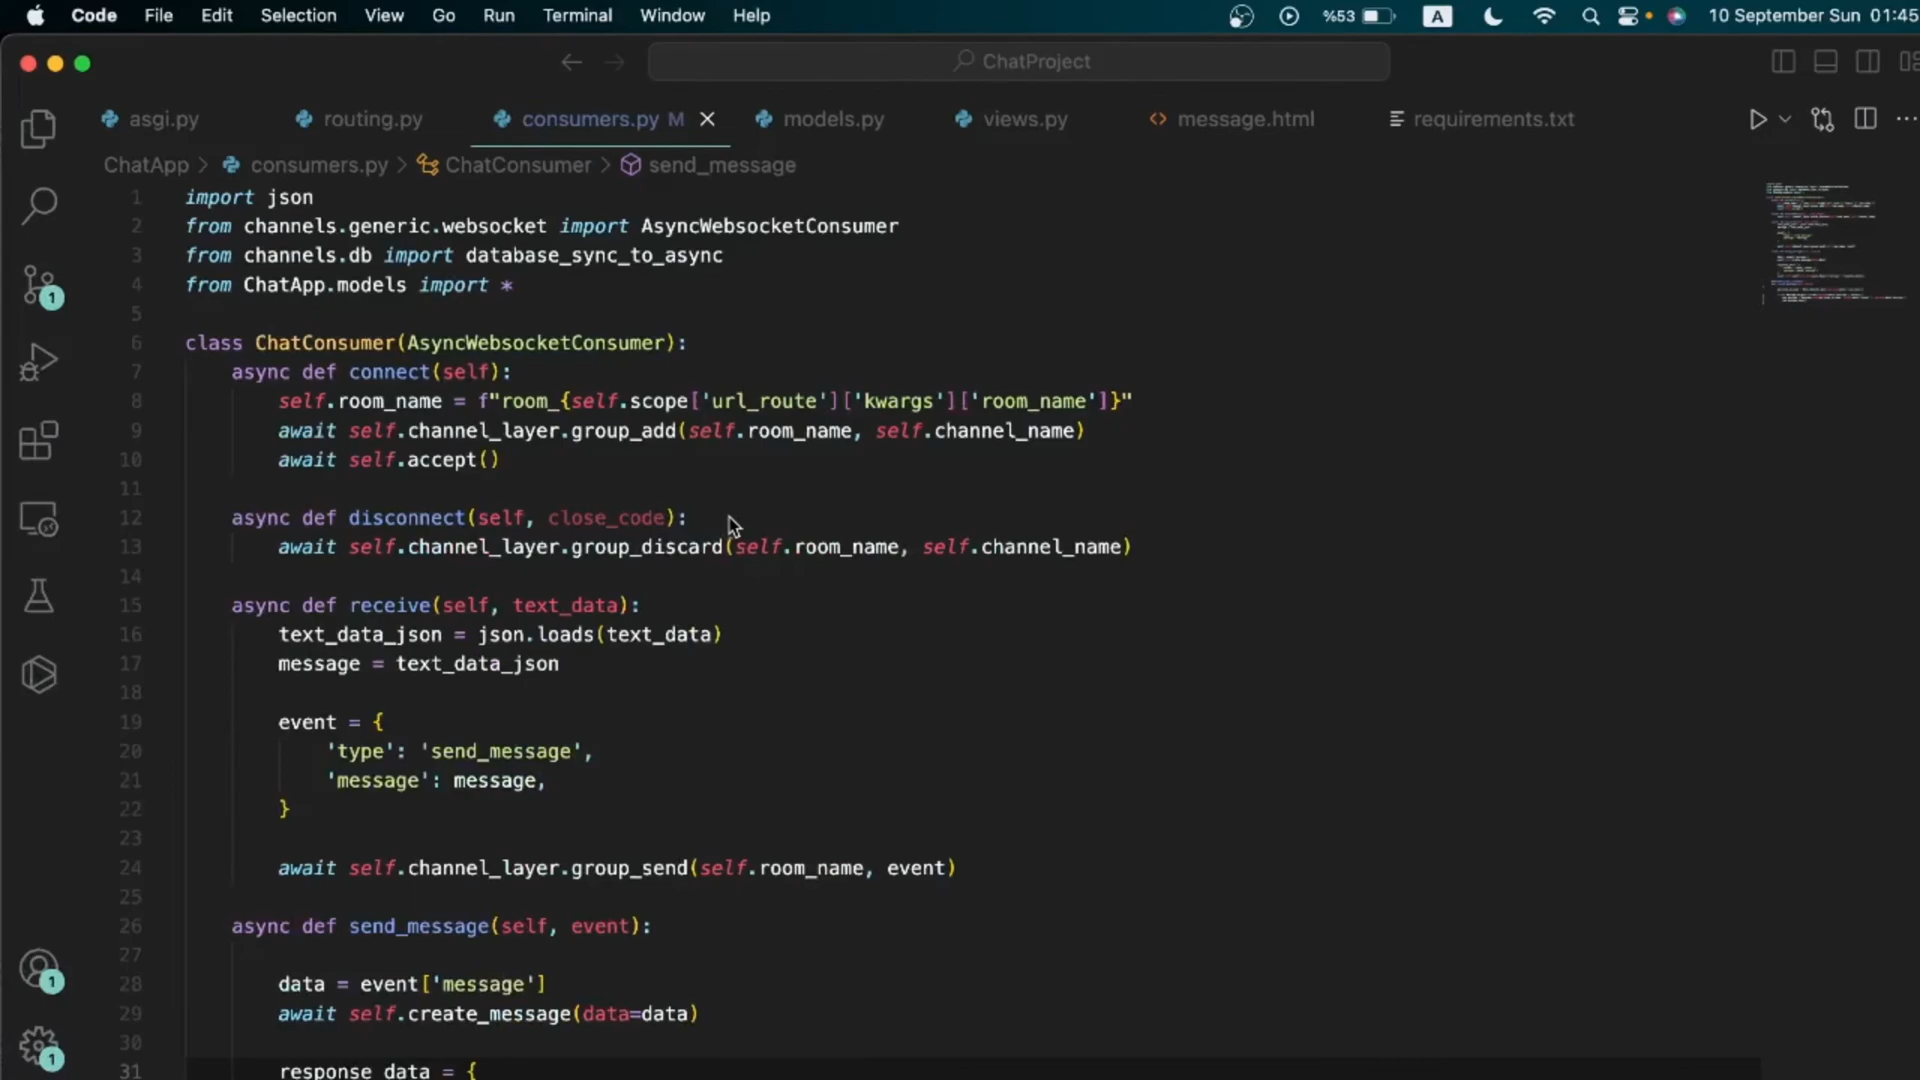 Code File Edit Selection View Go Run Terminal Window Help %53 A 10 September Sun 01:45
ChatProject
asgi.py routing.py consumers.py M models.py views.py message.html requirements.txt
ChatApp > consumers.py > ChatConsumer > send_message
1 import json
2 from channels.generic.websocket import AsyncWebsocketConsumer
3 from channels.db import database_sync_to_async
4 from ChatApp.models import *
5
6 class ChatConsumer(AsyncWebsocketConsumer):
7 async def connect(self):
8 self.room_name = f"room_{self.scope['url_route']['kwargs']['room_name']}"
9 await self.channel_layer.group_add(self.room_name, self.channel_name)
10 await self.accept()
11
12 async def disconnect(self, close_code):
13 await self.channel_layer.group_discard(self.room_name, self.channel_name)
14
15 async def receive(self, text_data):
16 text_data_json = json.loads(text_data)
17 message = text_data_json
18
19 event = {
20 'type': 'send_message',
21 'message': message,
22 }
23
24 await self.channel_layer.group_send(self.room_name, event)
25
26 async def send_message(self, event):
27
28 data = event['message']
29 await self.create_message(data=data)
30
31 response_data = {
1
1
1